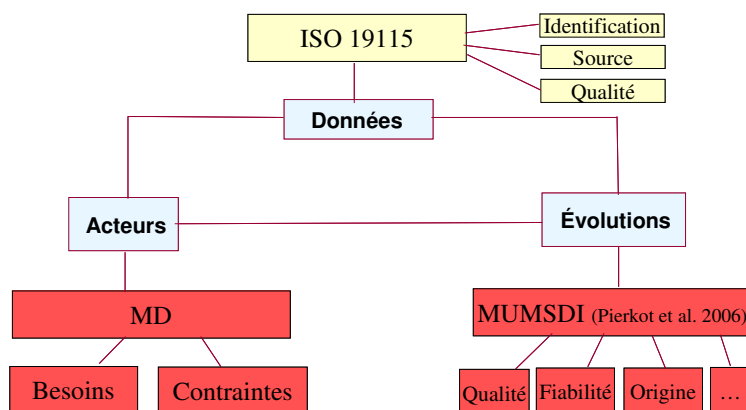 ISO 19115
Identification
Source
Qualité
Données
Acteurs
Évolutions
MD
MUMSDI (Pierkot et al. 2006)
Besoins
Contraintes
Qualité
Fiabilité
Origine
…